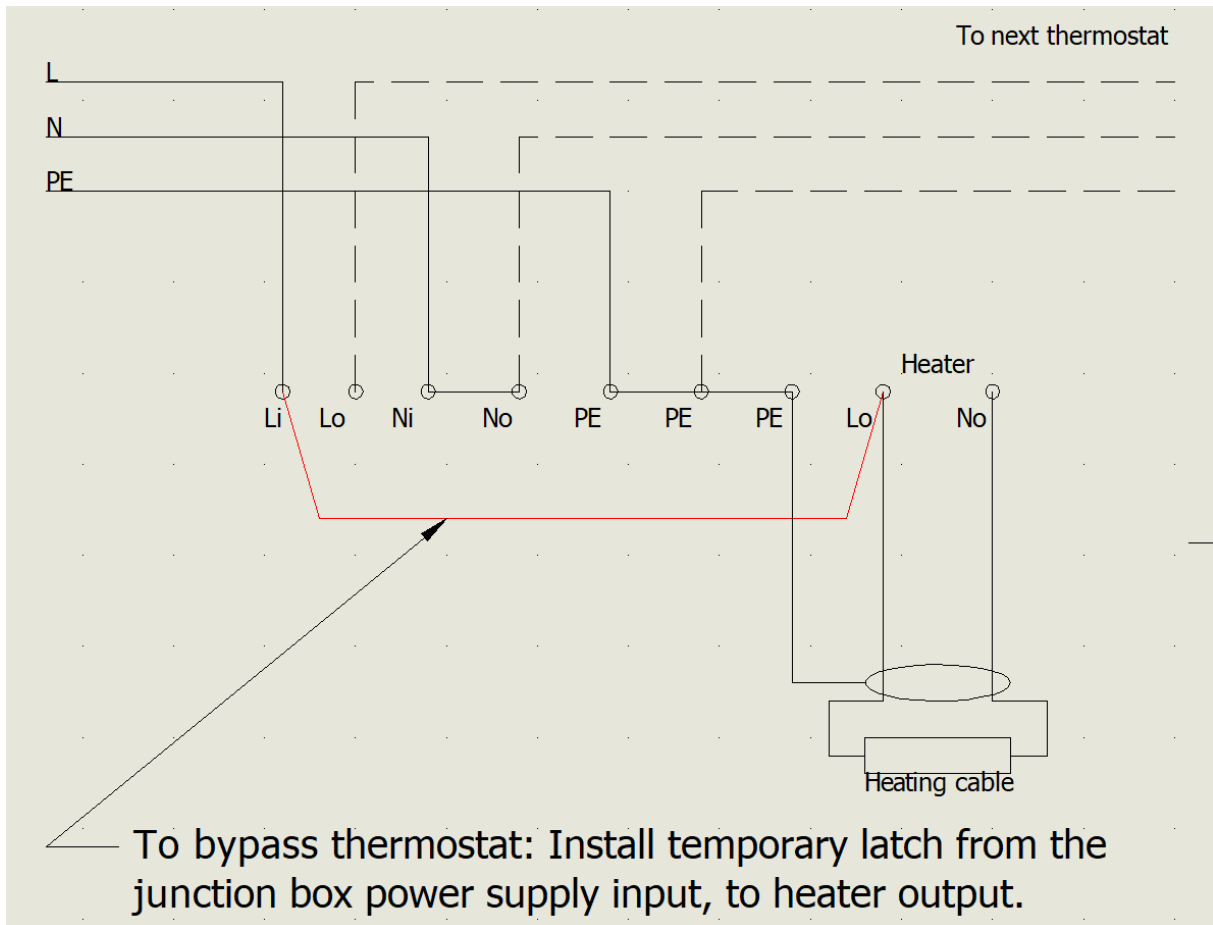 To next thermostat
L
N
PE
Heater
Li Lo Ni No PE PE PE Lo No
Heating cable
To bypass thermostat: Install temporary latch from the
junction box power supply input, to heater output.